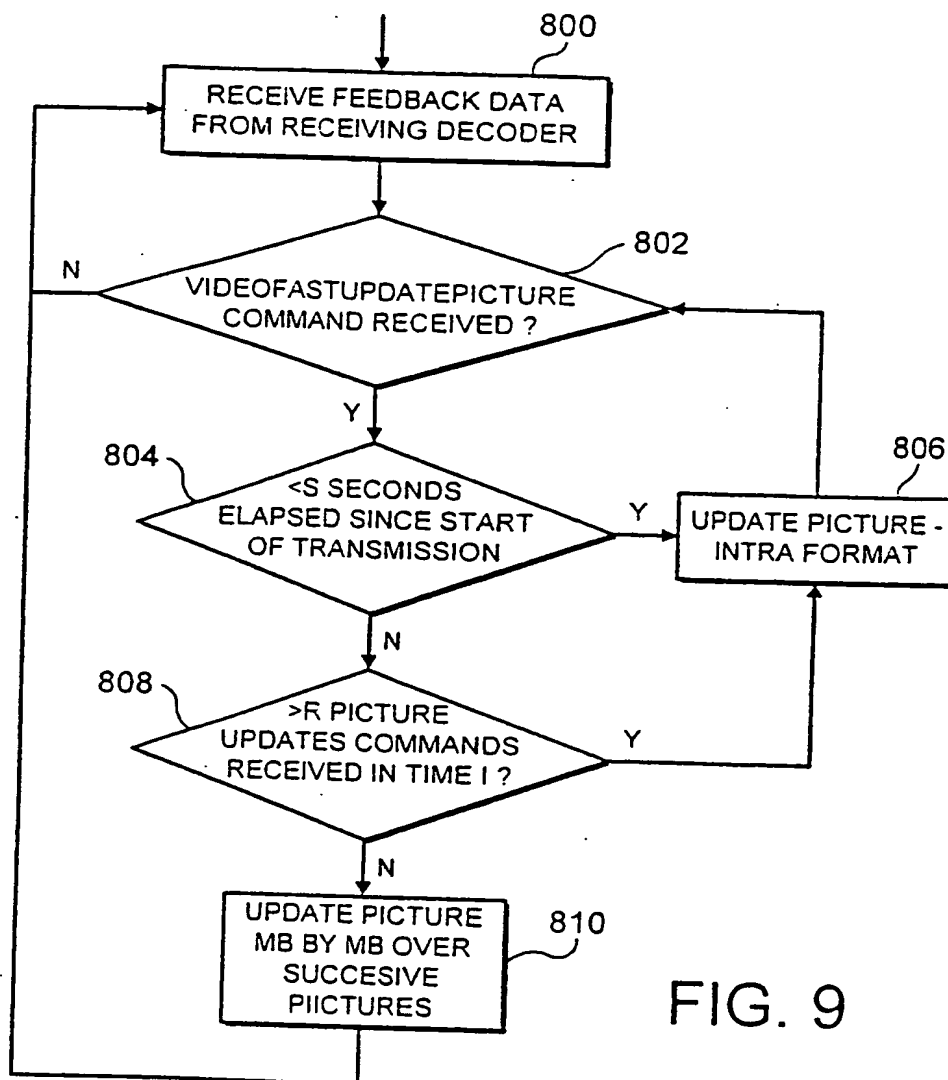 800
RECEIVE FEEDBACK DATA
FROM RECEIVING DECODER
802
N
VIDEOFASTUPDATEPICTURE
COMMAND RECEIVED ?
Y
804
<S SECONDS
ELAPSED SINCE START
OF TRANSMISSION
Y
806
UPDATE PICTURE -
INTRA FORMAT
N
808
>R PICTURE
UPDATES COMMANDS
RECEIVED IN TIME I ?
Y
N
UPDATE PICTURE
MB BY MB OVER
SUCCESIVE
PIICTURES
810
FIG. 9